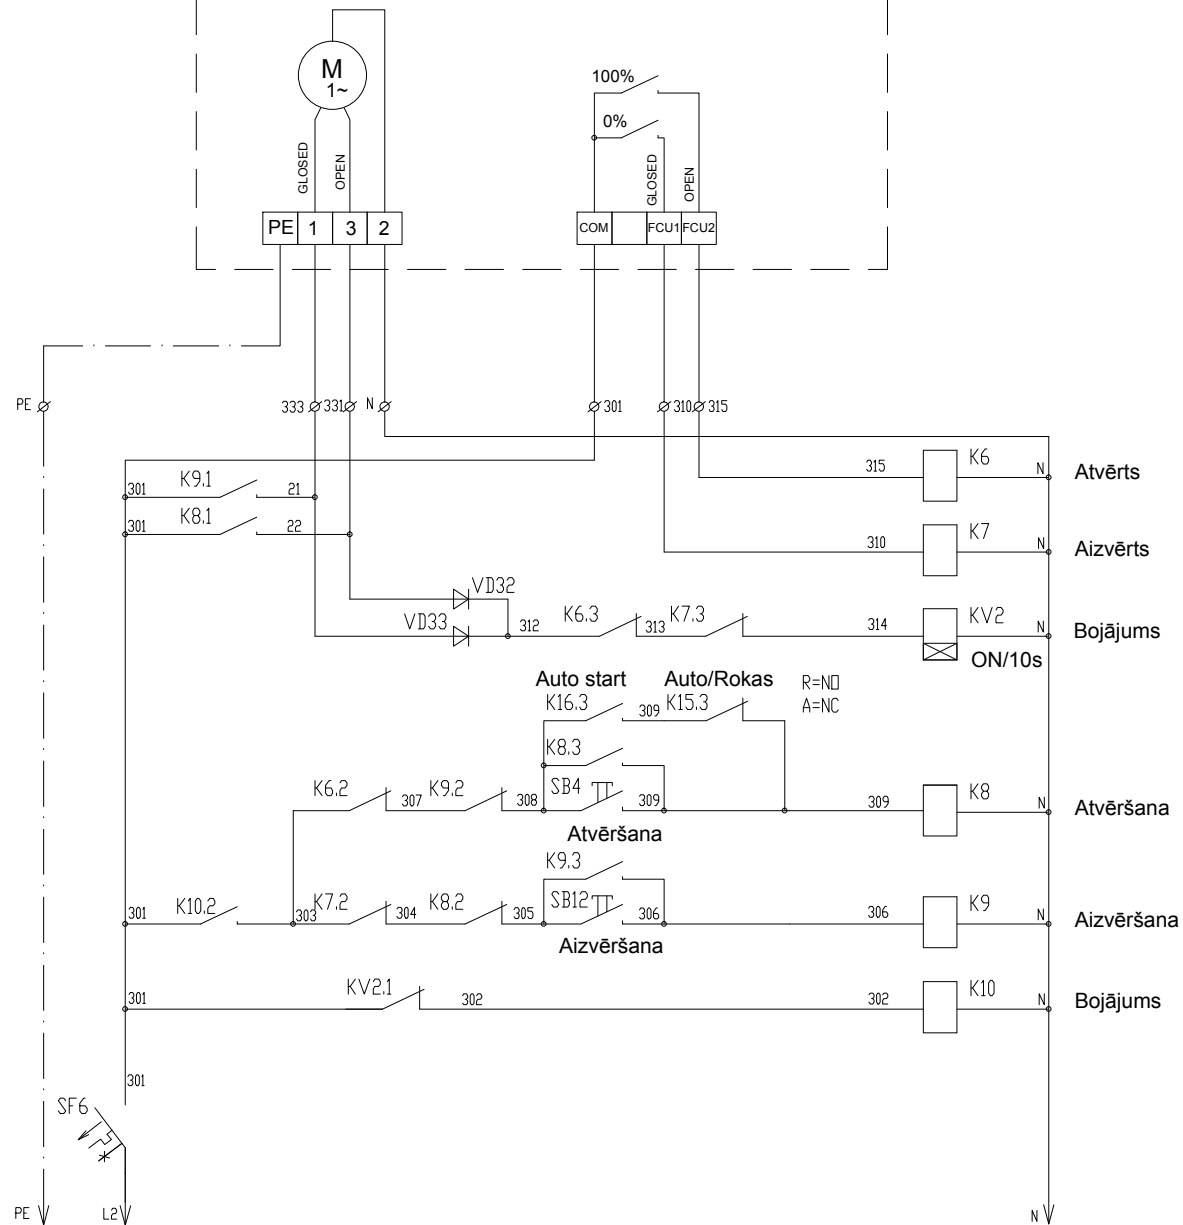 M
1~
100%
0%
GLOSED
OPEN
GLOSED
OPEN
PE 1 3 2
COM FCU1 FCU2
PE 333 331 N 301 310 315
K9.1
301 21
K8.1
301 22
315 K6 N Atvērts
310 K7 N Aizvērts
VD32
VD33 312 K6.3 313 K7.3 314 KV2 N Bojājums
ON/10s
Auto start Auto/Rokas R=NO
K16.3 309 K15.3 A=NC
K8.3
K6.2 307 K9.2 308 SB4 309 309 K8 N Atvēršana
Atvēršana
K9.3
301 K10.2 303 K7.2 304 K8.2 305 SB12 306 306 K9 N Aizvēršana
Aizvēršana
301 KV2.1 302 302 K10 N Bojājums
301
SF6
PE L2 N